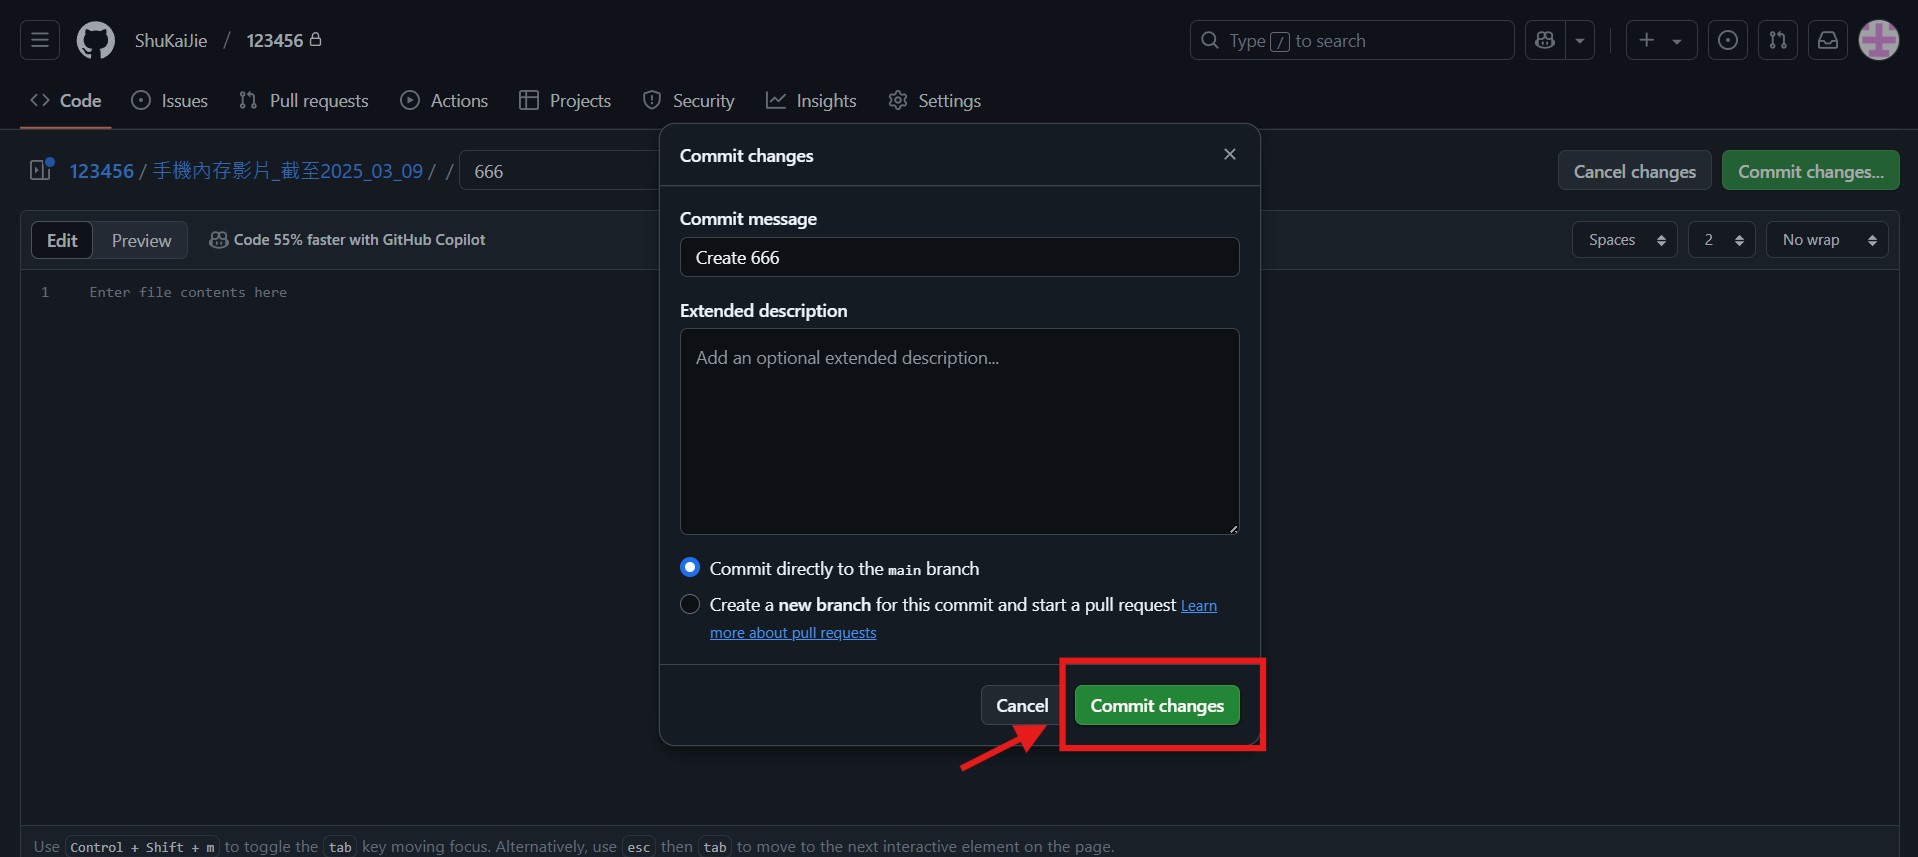 ShuKaiJie / 123456
Type / to search
Code Issues Pull requests Actions Projects Security Insights Settings
123456 / 手機內存影片_截至2025_03_09 / / 666
Cancel changes Commit changes...
Edit Preview Code 55% faster with GitHub Copilot
Spaces 2 No wrap
1 Enter file contents here
Commit changes
Commit message
Create 666
Extended description
Add an optional extended description...
Commit directly to the main branch
Create a new branch for this commit and start a pull request Learn
more about pull requests
Cancel Commit changes
Use Control + Shift + m to toggle the tab key moving focus. Alternatively, use esc then tab to move to the next interactive element on the page.